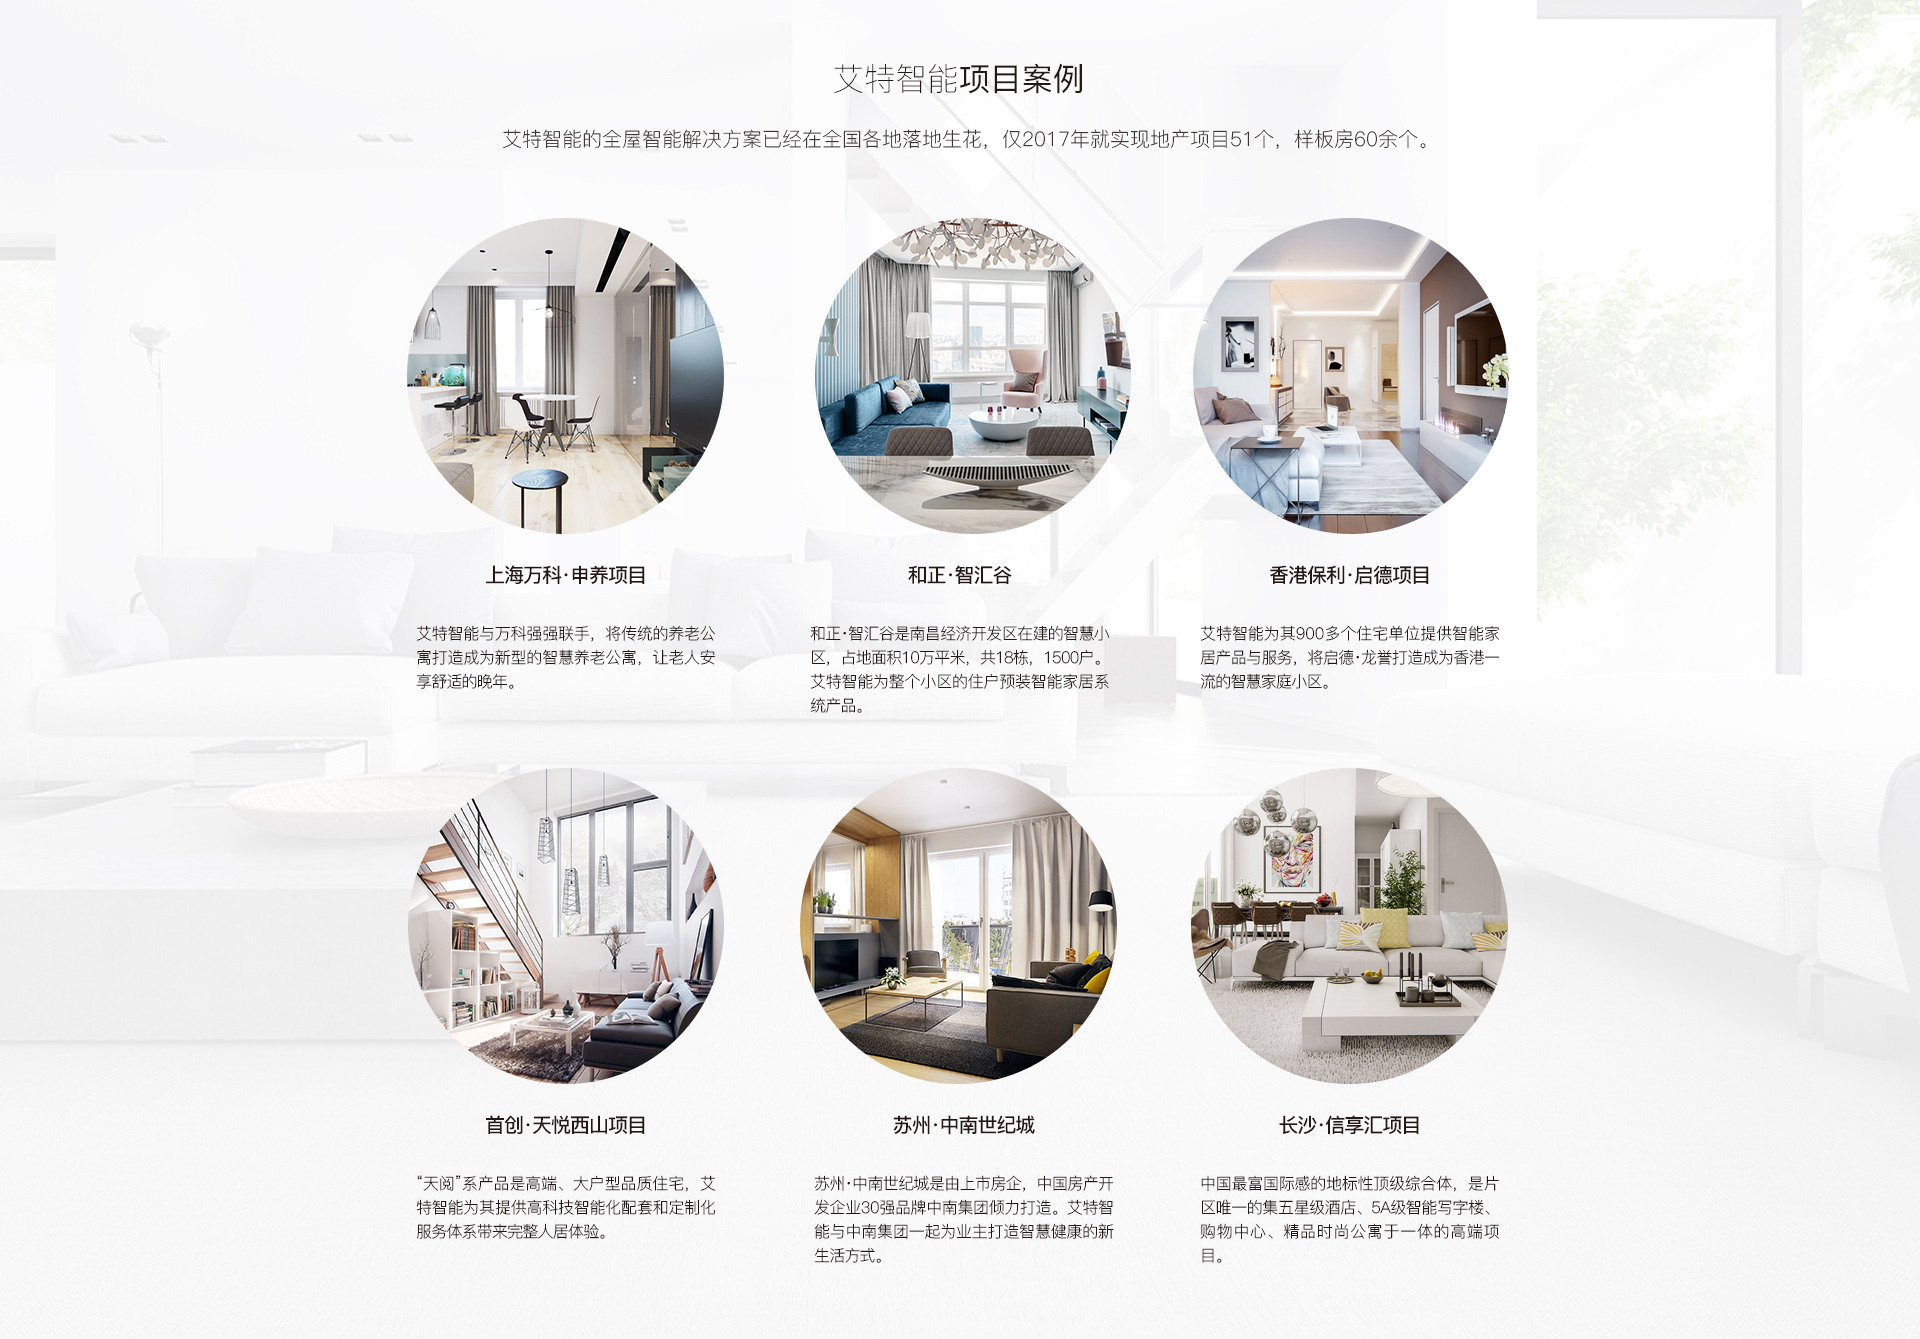 艾特智能项目案例
艾特智能的全屋智能解决方案已经在全国各地落地生花，仅2017年就实现地产项目51个，样板房60余个。
上海万科·申养项目
艾特智能与万科强强联手，将传统的养老公
寓打造成为新型的智慧养老公寓，让老人安
享舒适的晚年。
和正·智汇谷
和正·智汇谷是南昌经济开发区在建的智慧小
区，占地面积10万平米，共18栋，1500户。
艾特智能为整个小区的住户预装智能家居系
统产品。
香港保利·启德项目
艾特智能为其900多个住宅单位提供智能家
居产品与服务，将启德·龙誉打造成为香港一
流的智慧家庭小区。
首创·天悦西山项目
“天阅”系产品是高端、大户型品质住宅，艾
特智能为其提供高科技智能化配套和定制化
服务体系带来完整人居体验。
苏州·中南世纪城
苏州·中南世纪城是由上市房企，中国房产开
发企业30强品牌中南集团倾力打造。艾特智
能与中南集团一起为业主打造智慧健康的新
生活方式。
长沙·信享汇项目
中国最富国际感的地标性顶级综合体，是片
区唯一的集五星级酒店、5A级智能写字楼、
购物中心、精品时尚公寓于一体的高端项
目。